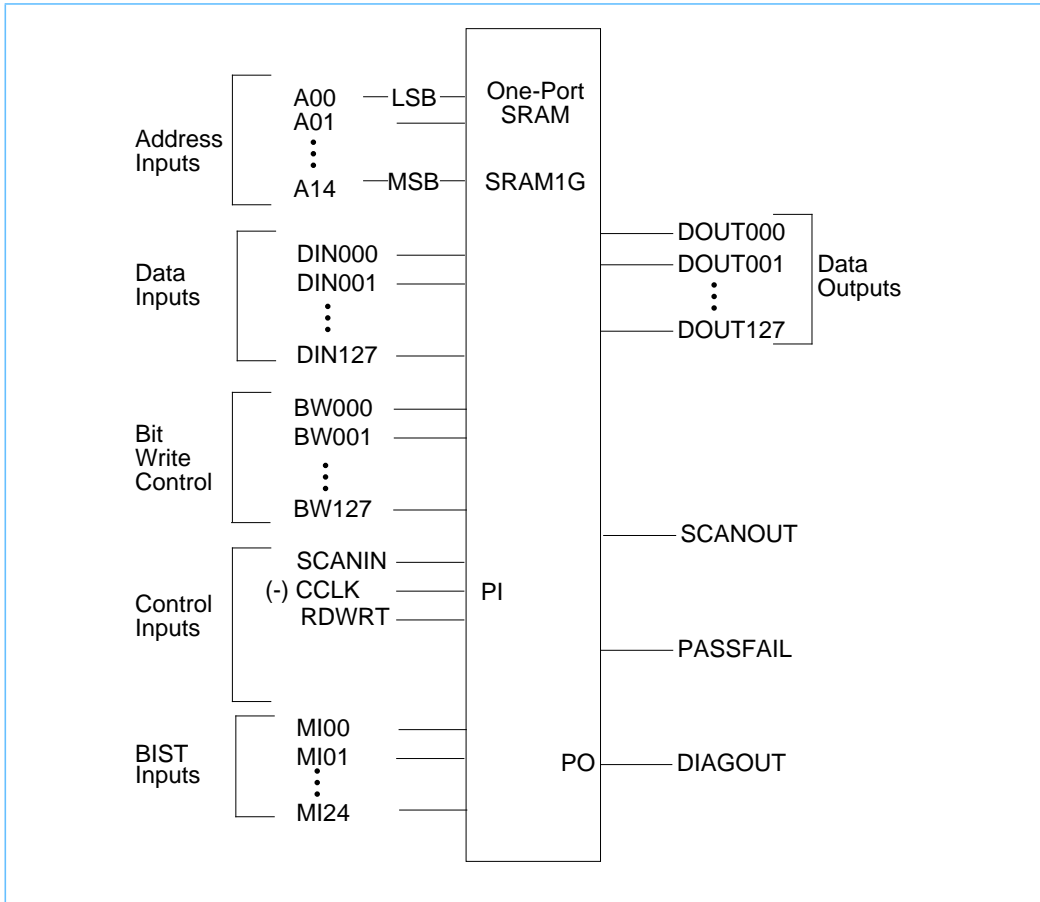 Address
Inputs
A00
LSB
A01
A14
MSB
One-Port
SRAM
SRAM1G
Data
Inputs
DIN000
DIN001
DIN127
DOUT000
DOUT001
DOUT127
Data
Outputs
Bit
Write
Control
BW000
BW001
BW127
Control
Inputs
SCANIN
(-) CCLK
RDWRT
PI
SCANOUT
PASSFAIL
BIST
Inputs
MI00
MI01
MI24
PO
DIAGOUT